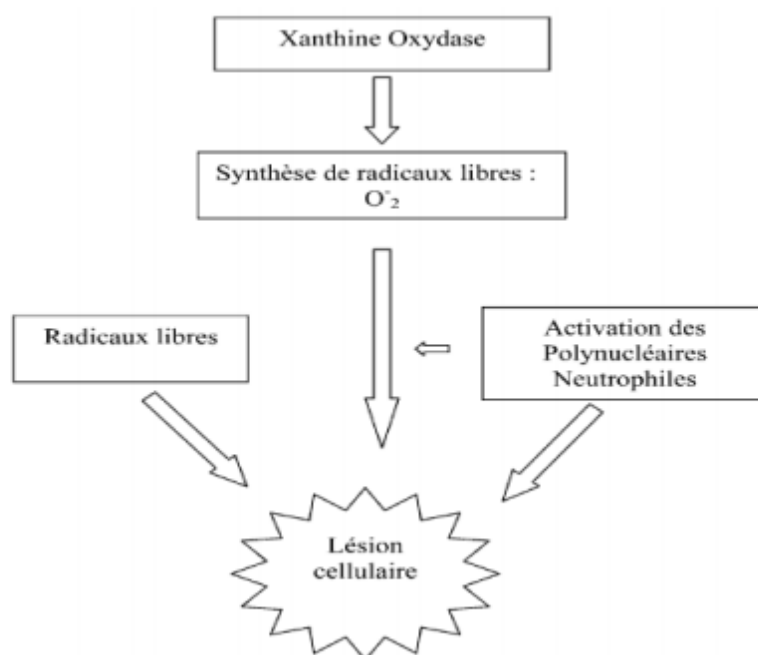 Xanthine Oxydase
Synthèse de radicaux libres :
O⁻₂
Radicaux libres
Activation des
Polynucléaires
Neutrophiles
Lésion
cellulaire